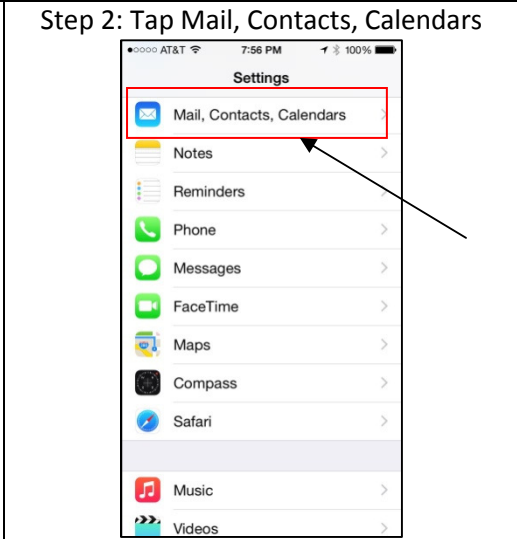 Step 2: Tap Mail, Contacts, Calendars
AT&T 7:56 PM 100%
Settings
Mail, Contacts, Calendars
Notes
Reminders
Phone
Messages
FaceTime
Maps
Compass
Safari
Music
Videos